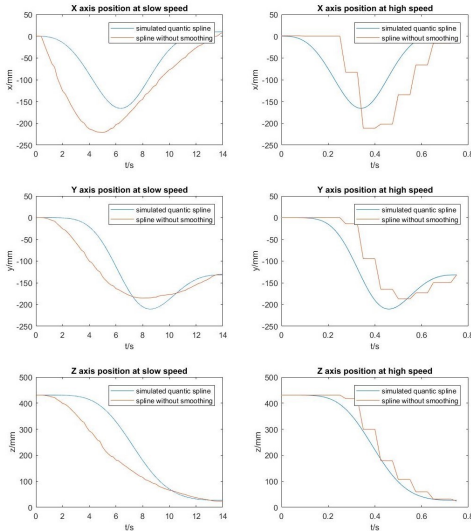 X axis position at slow speed
50
0
-50
-100
-150
-200
-250
x/mm
simulated quantic spline
spline without smoothing
0 2 4 6 8 10 12 14
t/s
X axis position at high speed
50
0
-50
-100
-150
-200
-250
x/mm
simulated quantic spline
spline without smoothing
0 0.2 0.4 0.6 0.8
t/s
Y axis position at slow speed
50
0
-50
-100
-150
-200
-250
y/mm
simulated quantic spline
spline without smoothing
0 2 4 6 8 10 12 14
t/s
Y axis position at high speed
50
0
-50
-100
-150
-200
-250
y/mm
simulated quantic spline
spline without smoothing
0 0.2 0.4 0.6 0.8
t/s
Z axis position at slow speed
500
400
300
200
100
0
z/mm
simulated quantic spline
spline without smoothing
0 2 4 6 8 10 12 14
t/s
Z axis position at high speed
500
400
300
200
100
0
z/mm
simulated quantic spline
spline without smoothing
0 0.2 0.4 0.6 0.8
t/s